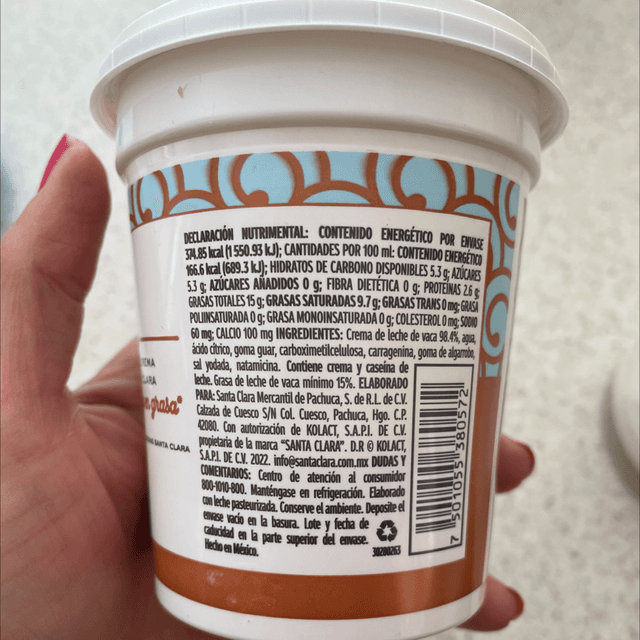 DECLARACIÓN NUTRIMENTAL: CONTENIDO ENERGÉTICO POR ENVASE
374.85 kcal (1 550.93 kJ); CANTIDADES POR 100 ml: CONTENIDO ENERGÉTICO
166.6 kcal (689.3 kJ); HIDRATOS DE CARBONO DISPONIBLES 5.3 g; AZÚCARES
5.3 g; AZÚCARES AÑADIDOS 0 g; FIBRA DIETÉTICA 0 g; PROTEÍNAS 2.6 g;
GRASAS TOTALES 15 g; GRASAS SATURADAS 9.7 g; GRASAS TRANS 0 mg; GRASA
POLIINSATURADA 0 g; GRASA MONOINSATURADA 0 g; COLESTEROL 0 mg; SODIO
60 mg; CALCIO 100 mg INGREDIENTES: Crema de leche de vaca 98.4%, agua,
ácido cítrico, goma guar, carboximetilcelulosa, carragenina, goma de algarrobo,
sal yodada, natamicina. Contiene crema y caseína de
leche. Grasa de leche de vaca mínimo 15%. ELABORADO
PARA: Santa Clara Mercantil de Pachuca, S. de R.L. de C.V.
Calzada de Cuesco S/N Col. Cuesco, Pachuca, Hgo. C.P.
42080. Con autorización de KOLACT, S.A.P.I. DE C.V.
propietaria de la marca "SANTA CLARA". D.R © KOLACT,
S.A.P.I. DE C.V. 2022. info@santaclara.com.mx DUDAS Y
COMENTARIOS: Centro de atención al consumidor
800-1010-800. Manténgase en refrigeración. Elaborado
con leche pasteurizada. Conserve el ambiente. Deposite el
envase vacío en la basura. Lote y fecha de
caducidad en la parte superior del envase.
Hecho en México.
30280263
7 501055 380572
grasa*
SANTA CLARA